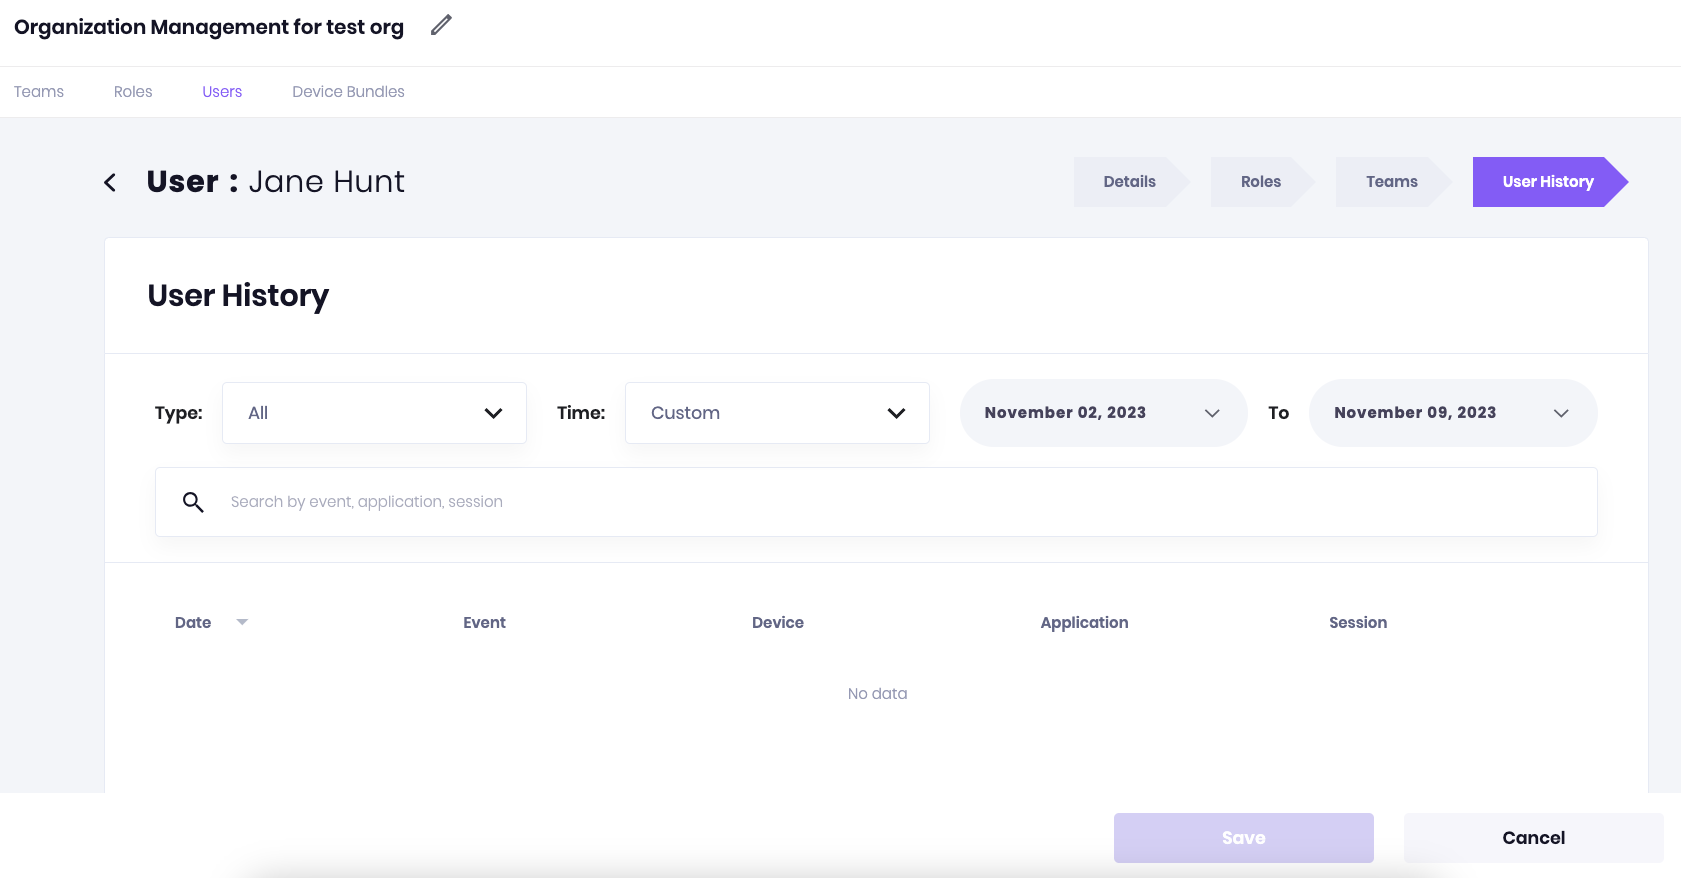 Organization Management for test org
Teams Roles Users Device Bundles
User : Jane Hunt
Details Roles Teams User History
User History
Type: All Time: Custom November 02, 2023 To November 09, 2023
Search by event, application, session
Date Event Device Application Session
No data
Save Cancel